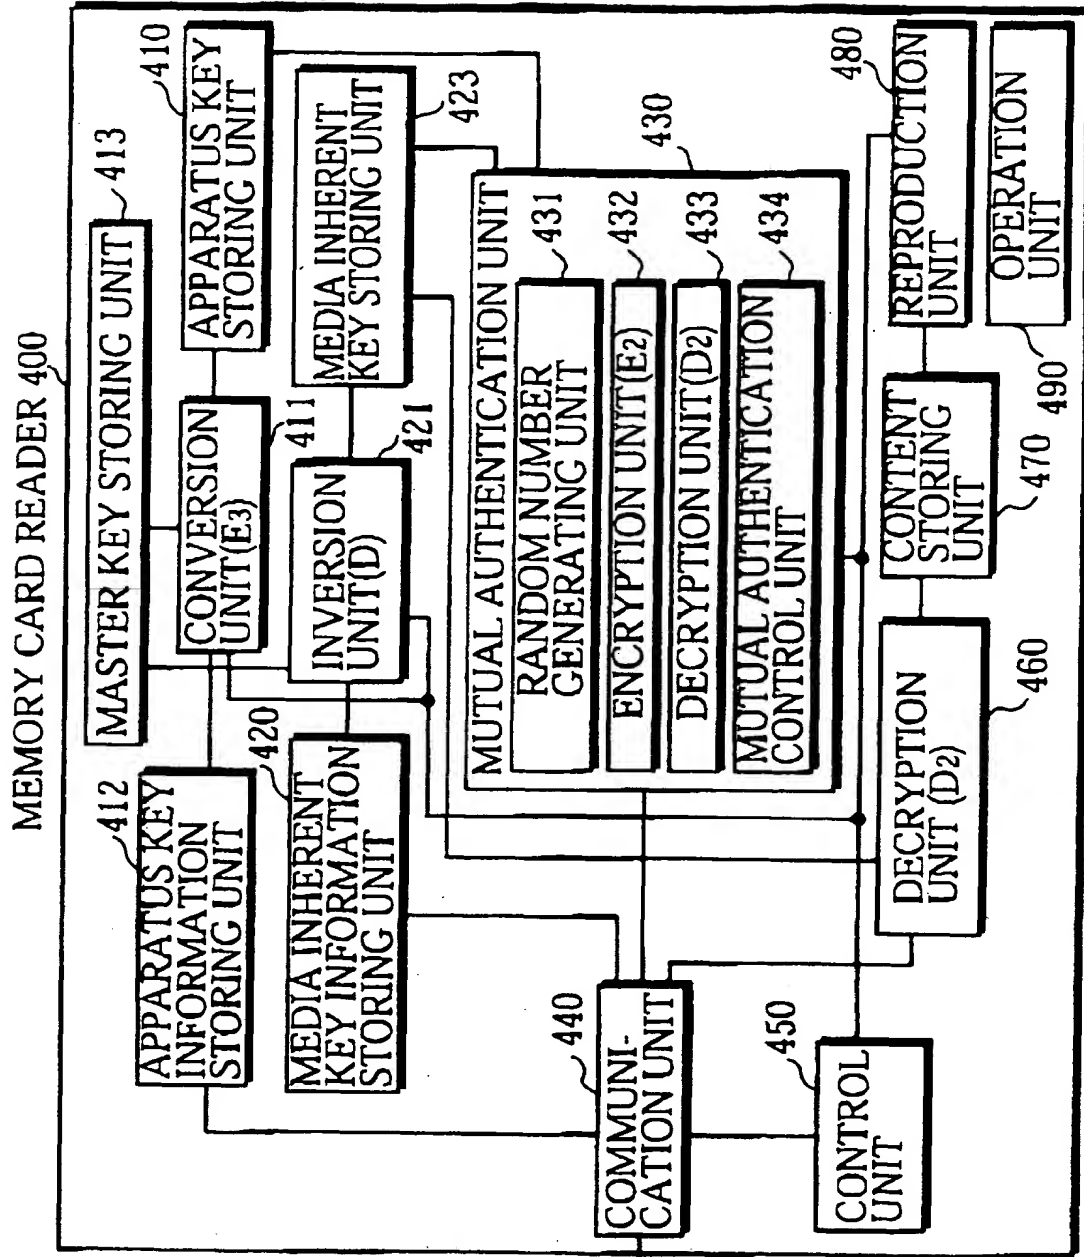 MEMORY CARD READER 400
MASTER KEY STORING UNIT
413
412
APPARATUS KEY
INFORMATION
STORING UNIT
CONVERSION
UNIT(E3)
411
APPARATUS KEY
STORING UNIT
410
420
MEDIA INHERENT
KEY INFORMATION
STORING UNIT
INVERSION
UNIT(D)
421
MEDIA INHERENT
KEY STORING UNIT
423
MUTUAL AUTHENTICATION UNIT
430
RANDOM NUMBER
GENERATING UNIT
431
ENCRYPTION UNIT(E2)
432
DECRYPTION UNIT(D2)
433
MUTUAL AUTHENTICATION
CONTROL UNIT
434
440
COMMUNI-
CATION UNIT
450
CONTROL
UNIT
DECRYPTION
UNIT (D2)
460
CONTENT
STORING
UNIT
470
REPRODUCTION
UNIT
480
490
OPERATION
UNIT